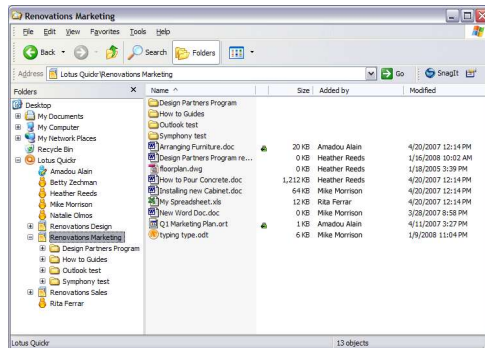 Renovations Marketing
File Edit View Favorites Tools Help
Back Search Folders
Address Lotus Quickr\Renovations Marketing Go SnagIt
Folders Name Size Added by Modified
Desktop
My Documents
My Computer
My Network Places
Recycle Bin
Lotus Quickr
Amadou Alain
Betty Zechman
Heather Reeds
Mike Morrison
Natalie Olmos
Renovations Design
Renovations Marketing
Design Partners Program
How to Guides
Outlook test
Symphony test
Renovations Sales
Rita Ferrar
Design Partners Program
How to Guides
Outlook test
Symphony test
Arranging Furniture.doc 20 KB Amadou Alain 4/20/2007 12:14 PM
Design Partners Program re... 0 KB Heather Reeds 1/16/2008 10:02 AM
floorplan.dwg 0 KB Heather Reeds 1/18/2005 3:39 PM
How to Pour Concrete.doc 1,212 KB Heather Reeds 4/20/2007 12:14 PM
Installing new Cabinet.doc 64 KB Mike Morrison 4/20/2007 12:14 PM
My Spreadsheet.xls 12 KB Rita Ferrar 4/20/2007 12:14 PM
New Word Doc.doc 0 KB Mike Morrison 3/28/2007 8:58 PM
Q1 Marketing Plan.ort 1 KB Amadou Alain 4/11/2007 3:27 PM
typing type.odt 6 KB Mike Morrison 1/9/2008 11:04 PM
Lotus Quickr 13 objects